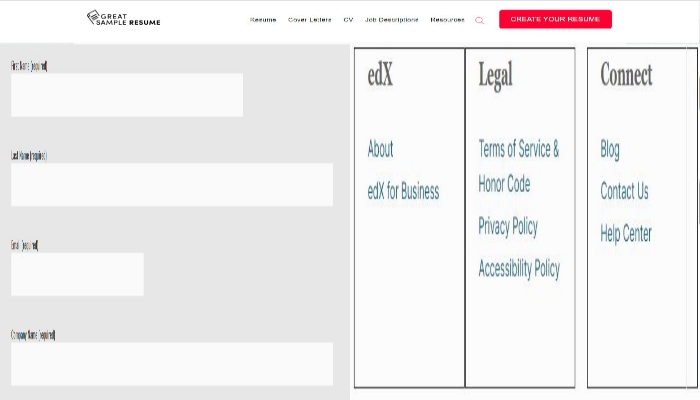 GREAT
SAMPLE RESUME
Resume Cover Letters CV Job Descriptions Resources CREATE YOUR RESUME
First Name (required)
Last Name (required)
Email (required)
Company Name (required)
edX
About
edX for Business
Legal
Terms of Service &
Honor Code
Privacy Policy
Accessibility Policy
Connect
Blog
Contact Us
Help Center